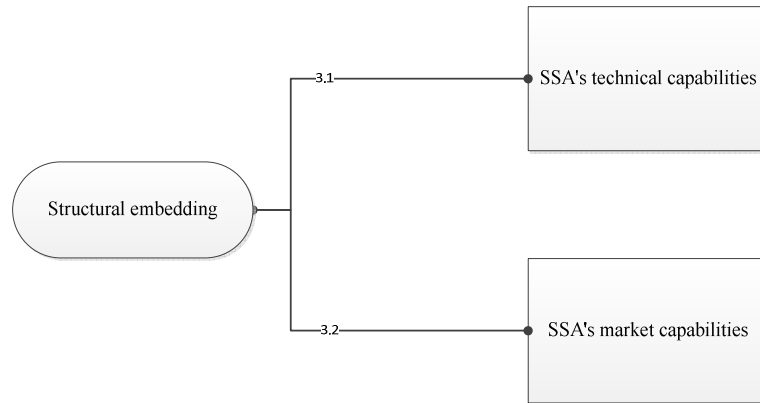 3.1
SSA's technical capabilities
Structural embedding
3.2
SSA's market capabilities